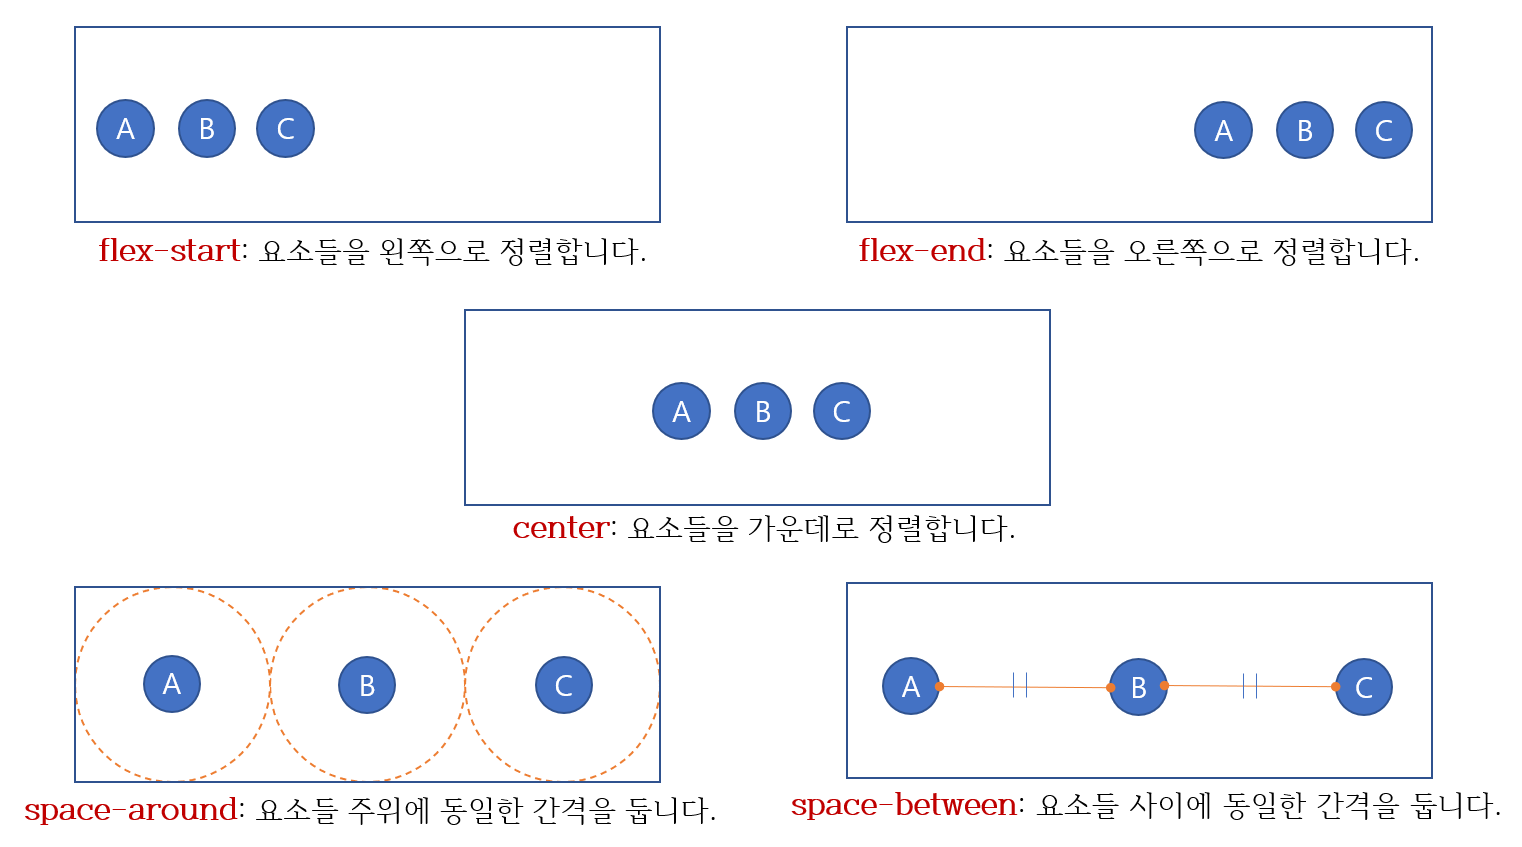 A B C
A B C
flex-start: 요소들을 왼쪽으로 정렬합니다.
flex-end: 요소들을 오른쪽으로 정렬합니다.
A B C
center: 요소들을 가운데로 정렬합니다.
A B C
A B C
space-around: 요소들 주위에 동일한 간격을 둡니다.
space-between: 요소들 사이에 동일한 간격을 둡니다.